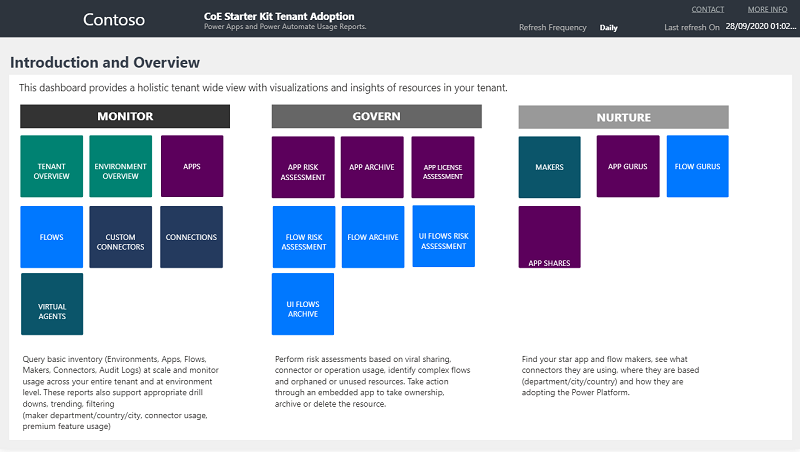 Contoso
CoE Starter Kit Tenant Adoption
Power Apps and Power Automate Usage Reports.
CONTACT
MORE INFO
Refresh Frequency
Daily
Last refresh On
28/09/2020 01:02...
Introduction and Overview
This dashboard provides a holistic tenant wide view with visualizations and insights of resources in your tenant.
MONITOR
TENANT
OVERVIEW
ENVIRONMENT
OVERVIEW
APPS
FLOWS
CUSTOM
CONNECTORS
CONNECTIONS
VIRTUAL
AGENTS
Query basic inventory (Environments, Apps, Flows,
Makers, Connectors, Audit Logs) at scale and monitor
usage across your entire tenant and at environment
level. These reports also support appropriate drill
downs, trending, filtering
(maker department/country/city, connector usage,
premium feature usage)
GOVERN
APP RISK
ASSESSMENT
APP ARCHIVE
APP LICENSE
ASSESSMENT
FLOW RISK
ASSESSMENT
FLOW ARCHIVE
UI FLOWS RISK
ASSESSMENT
UI FLOWS
ARCHIVE
Perform risk assessments based on viral sharing,
connector or operation usage, identify complex flows
and orphaned or unused resources. Take action
through an embedded app to take ownership,
archive or delete the resource.
NURTURE
MAKERS
APP GURUS
FLOW GURUS
APP SHARES
Find your star app and flow makers, see what
connectors they are using, where they are based
(department/city/country) and how they are
adopting the Power Platform.